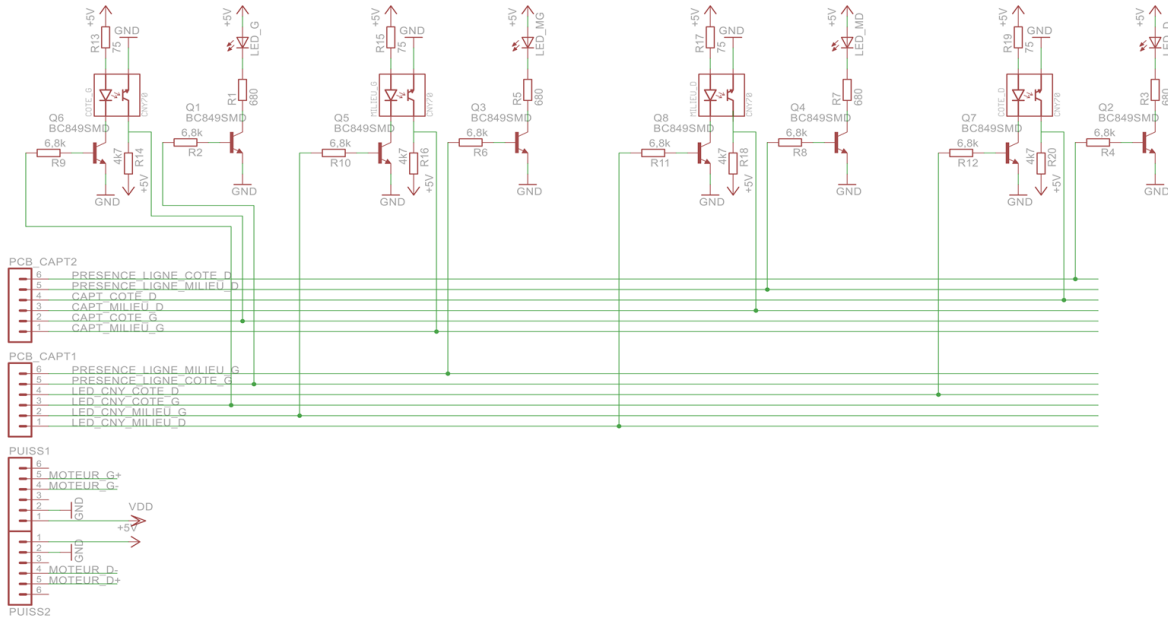 +5V
R13
75
GND
COTE_G
CNY70
Q6
BC849SMD
6,8k
R9
4k7
R14
+5V
GND
+5V
LED_G
R1
680
Q1
BC849SMD
6,8k
R2
GND
+5V
R15
75
GND
MILIEU_G
CNY70
Q5
BC849SMD
6,8k
R10
4k7
R16
+5V
GND
+5V
LED_MG
R5
680
Q3
BC849SMD
6,8k
R6
GND
+5V
R17
75
GND
MILIEU_D
CNY70
Q8
BC849SMD
6,8k
R11
4k7
R18
+5V
GND
+5V
LED_MD
R7
680
Q4
BC849SMD
6,8k
R8
GND
+5V
R19
75
GND
COTE_D
CNY70
Q7
BC849SMD
6,8k
R12
4k7
R20
+5V
GND
+5V
LED_D
R3
680
Q2
BC849SMD
6,8k
R4
GND
PCB_CAPT2
6 PRESENCE_LIGNE_COTE_D
5 PRESENCE_LIGNE_MILIEU_D
4 CAPT_COTE_D
3 CAPT_MILIEU_D
2 CAPT_COTE_G
1 CAPT_MILIEU_G
PCB_CAPT1
6 PRESENCE_LIGNE_MILIEU_G
5 PRESENCE_LIGNE_COTE_G
4 LED_CNY_COTE_D
3 LED_CNY_COTE_G
2 LED_CNY_MILIEU_G
1 LED_CNY_MILIEU_D
PUISS1
6
5 MOTEUR_G+
4 MOTEUR_G-
3
2 GND
1 VDD
+5V
1
2 GND
3
4 MOTEUR_D-
5 MOTEUR_D+
6
PUISS2